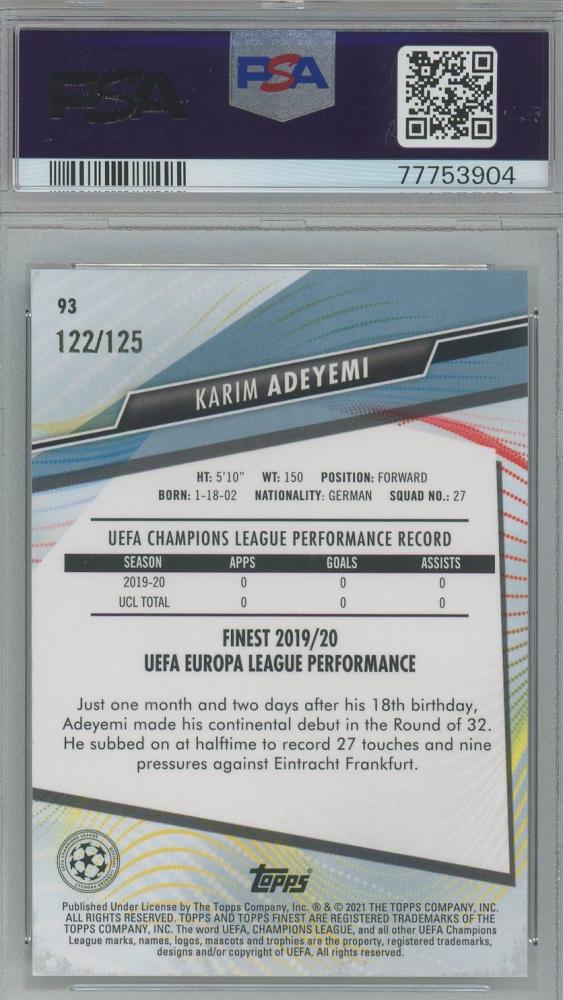 PSA
PSA
77753904
93
122/125
KARIM ADEYEMI
HT: 5'10" WT: 150 POSITION: FORWARD
BORN: 1-18-02 NATIONALITY: GERMAN SQUAD NO.: 27
UEFA CHAMPIONS LEAGUE PERFORMANCE RECORD
SEASON APPS GOALS ASSISTS
2019-20 0 0 0
UCL TOTAL 0 0 0
FINEST 2019/20
UEFA EUROPA LEAGUE PERFORMANCE
Just one month and two days after his 18th birthday,
Adeyemi made his continental debut in the Round of 32.
He subbed on at halftime to record 27 touches and nine
pressures against Eintracht Frankfurt.
topps
Published Under License by The Topps Company, Inc. ® & © 2021 THE TOPPS COMPANY, INC.
ALL RIGHTS RESERVED. TOPPS AND TOPPS FINEST ARE REGISTERED TRADEMARKS OF THE
TOPPS COMPANY, INC. The word UEFA, CHAMPIONS LEAGUE, and all other UEFA Champions
League marks, names, logos, mascots and trophies are the property, registered trademarks,
designs and/or copyright of UEFA. All rights reserved.